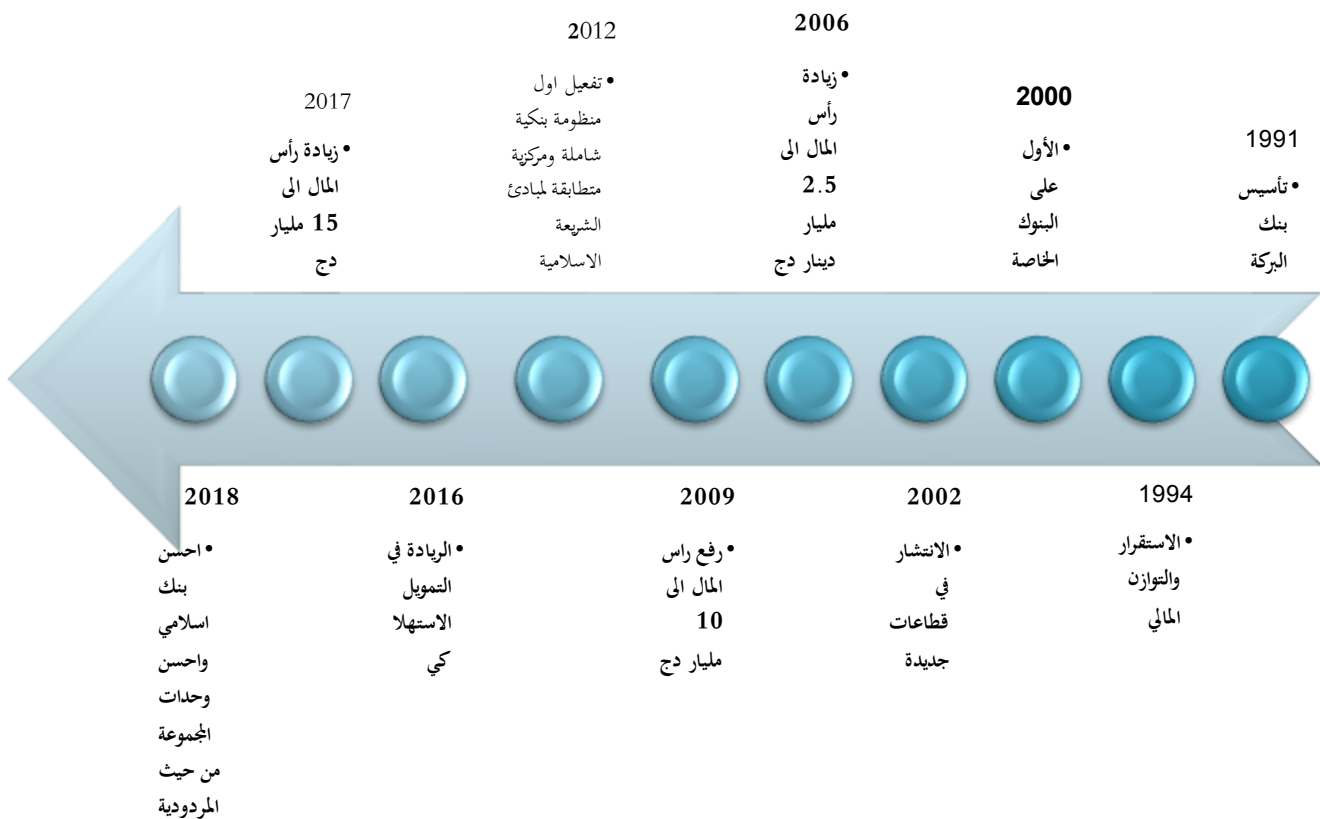 1991
• تأسيس
بنك
البركة
1994
• الاستقرار
والتوازن
المالي
2000
• الأول
على
البنوك
الخاصة
2002
• الانتشار
في
قطاعات
جديدة
2006
• زيادة
رأس
المال الى
2.5
مليار
دينار دج
2009
• رفع راس
المال الى
10
مليار دج
2012
• تفعيل اول
منظومة بنكية
شاملة ومركزية
متطابقة لمبادئ
الشريعة
الاسلامية
2016
• الريادة في
التمويل
الاستهلا
كي
2017
• زيادة رأس
المال الى
15 مليار
دج
2018
• احسن
بنك
اسلامي
واحسن
وحدات
المجموعة
من حيث
المردودية